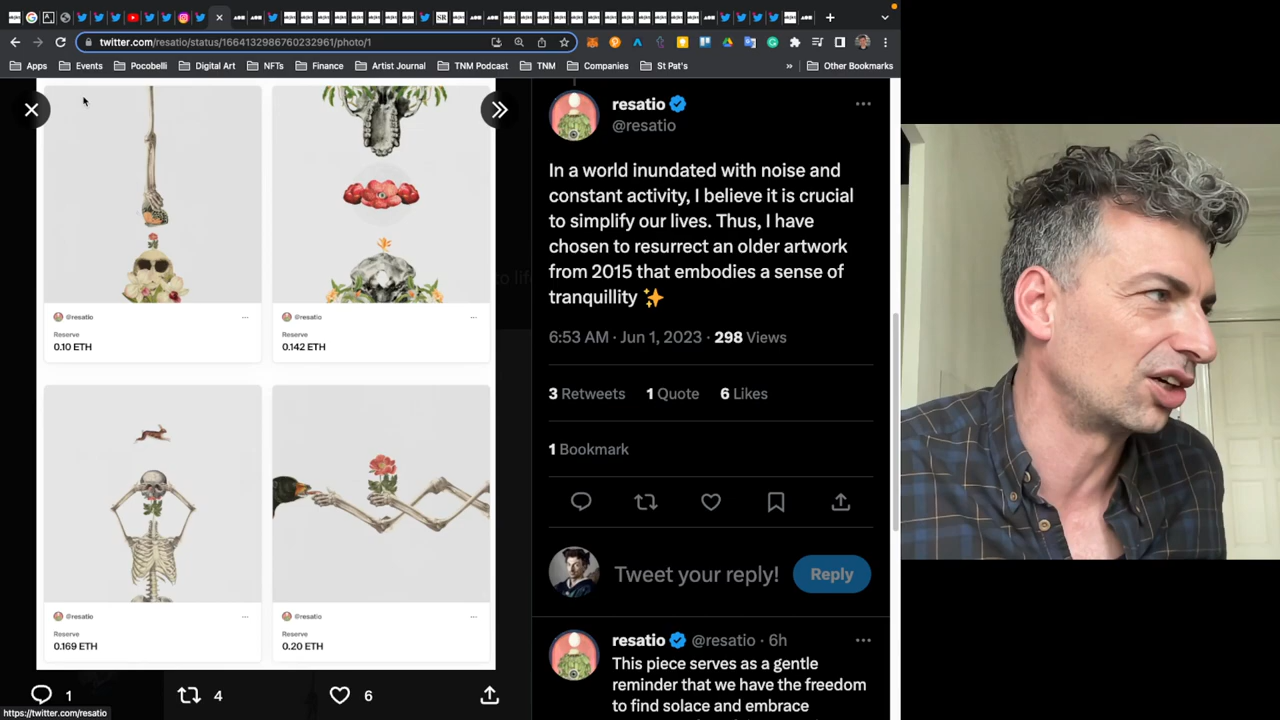 twitter.com/resatio/status/1664132986760232961/photo/1
Apps
Events
Pocobelli
Digital Art
NFTs
Finance
Artist Journal
TNM Podcast
TNM
Companies
St Pat's
»
Other Bookmarks
@resatio
Reserve
0.10 ETH
@resatio
Reserve
0.142 ETH
@resatio
Reserve
0.169 ETH
@resatio
Reserve
0.20 ETH
1
4
6
https://twitter.com/resatio
resatio
@resatio
In a world inundated with noise and
constant activity, I believe it is crucial
to simplify our lives. Thus, I have
chosen to resurrect an older artwork
from 2015 that embodies a sense of
tranquillity ✨
6:53 AM · Jun 1, 2023 · 298 Views
3 Retweets 1 Quote 6 Likes
1 Bookmark
Tweet your reply!
Reply
resatio @resatio · 6h
This piece serves as a gentle
reminder that we have the freedom
to find solace and embrace